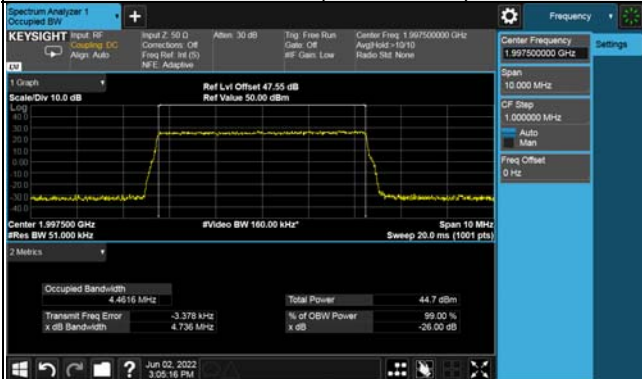 Spectrum Analyzer 1
Occupied BW
Frequency
KEYSIGHT
Input: RF
Coupling: DC
Align: Auto
Input Z: 50 Ω
Corrections: Off
Freq Ref: Int (S)
NFE: Adaptive
Atten: 30 dB
Trig: Free Run
Gate: Off
#IF Gain: Low
Center Freq: 1.997500000 GHz
Avg|Hold:>10/10
Radio Std: None
LXI
Center Frequency
1.997500000 GHz
Settings
Span
10.000 MHz
CF Step
1.000000 MHz
Auto
Man
Freq Offset
0 Hz
1 Graph
Ref Lvl Offset 47.55 dB
Scale/Div 10.0 dB
Ref Value 50.00 dBm
Log
40.0
30.0
20.0
10.0
0.00
-10.0
-20.0
-30.0
-40.0
Center 1.997500 GHz
#Video BW 160.00 kHz*
Span 10 MHz
#Res BW 51.000 kHz
Sweep 20.0 ms (1001 pts)
2 Metrics
Occupied Bandwidth
4.4616 MHz
Total Power
44.7 dBm
Transmit Freq Error
-3.378 kHz
% of OBW Power
99.00 %
x dB Bandwidth
4.736 MHz
x dB
-26.00 dB
?
Jun 02, 2022
3:05:16 PM